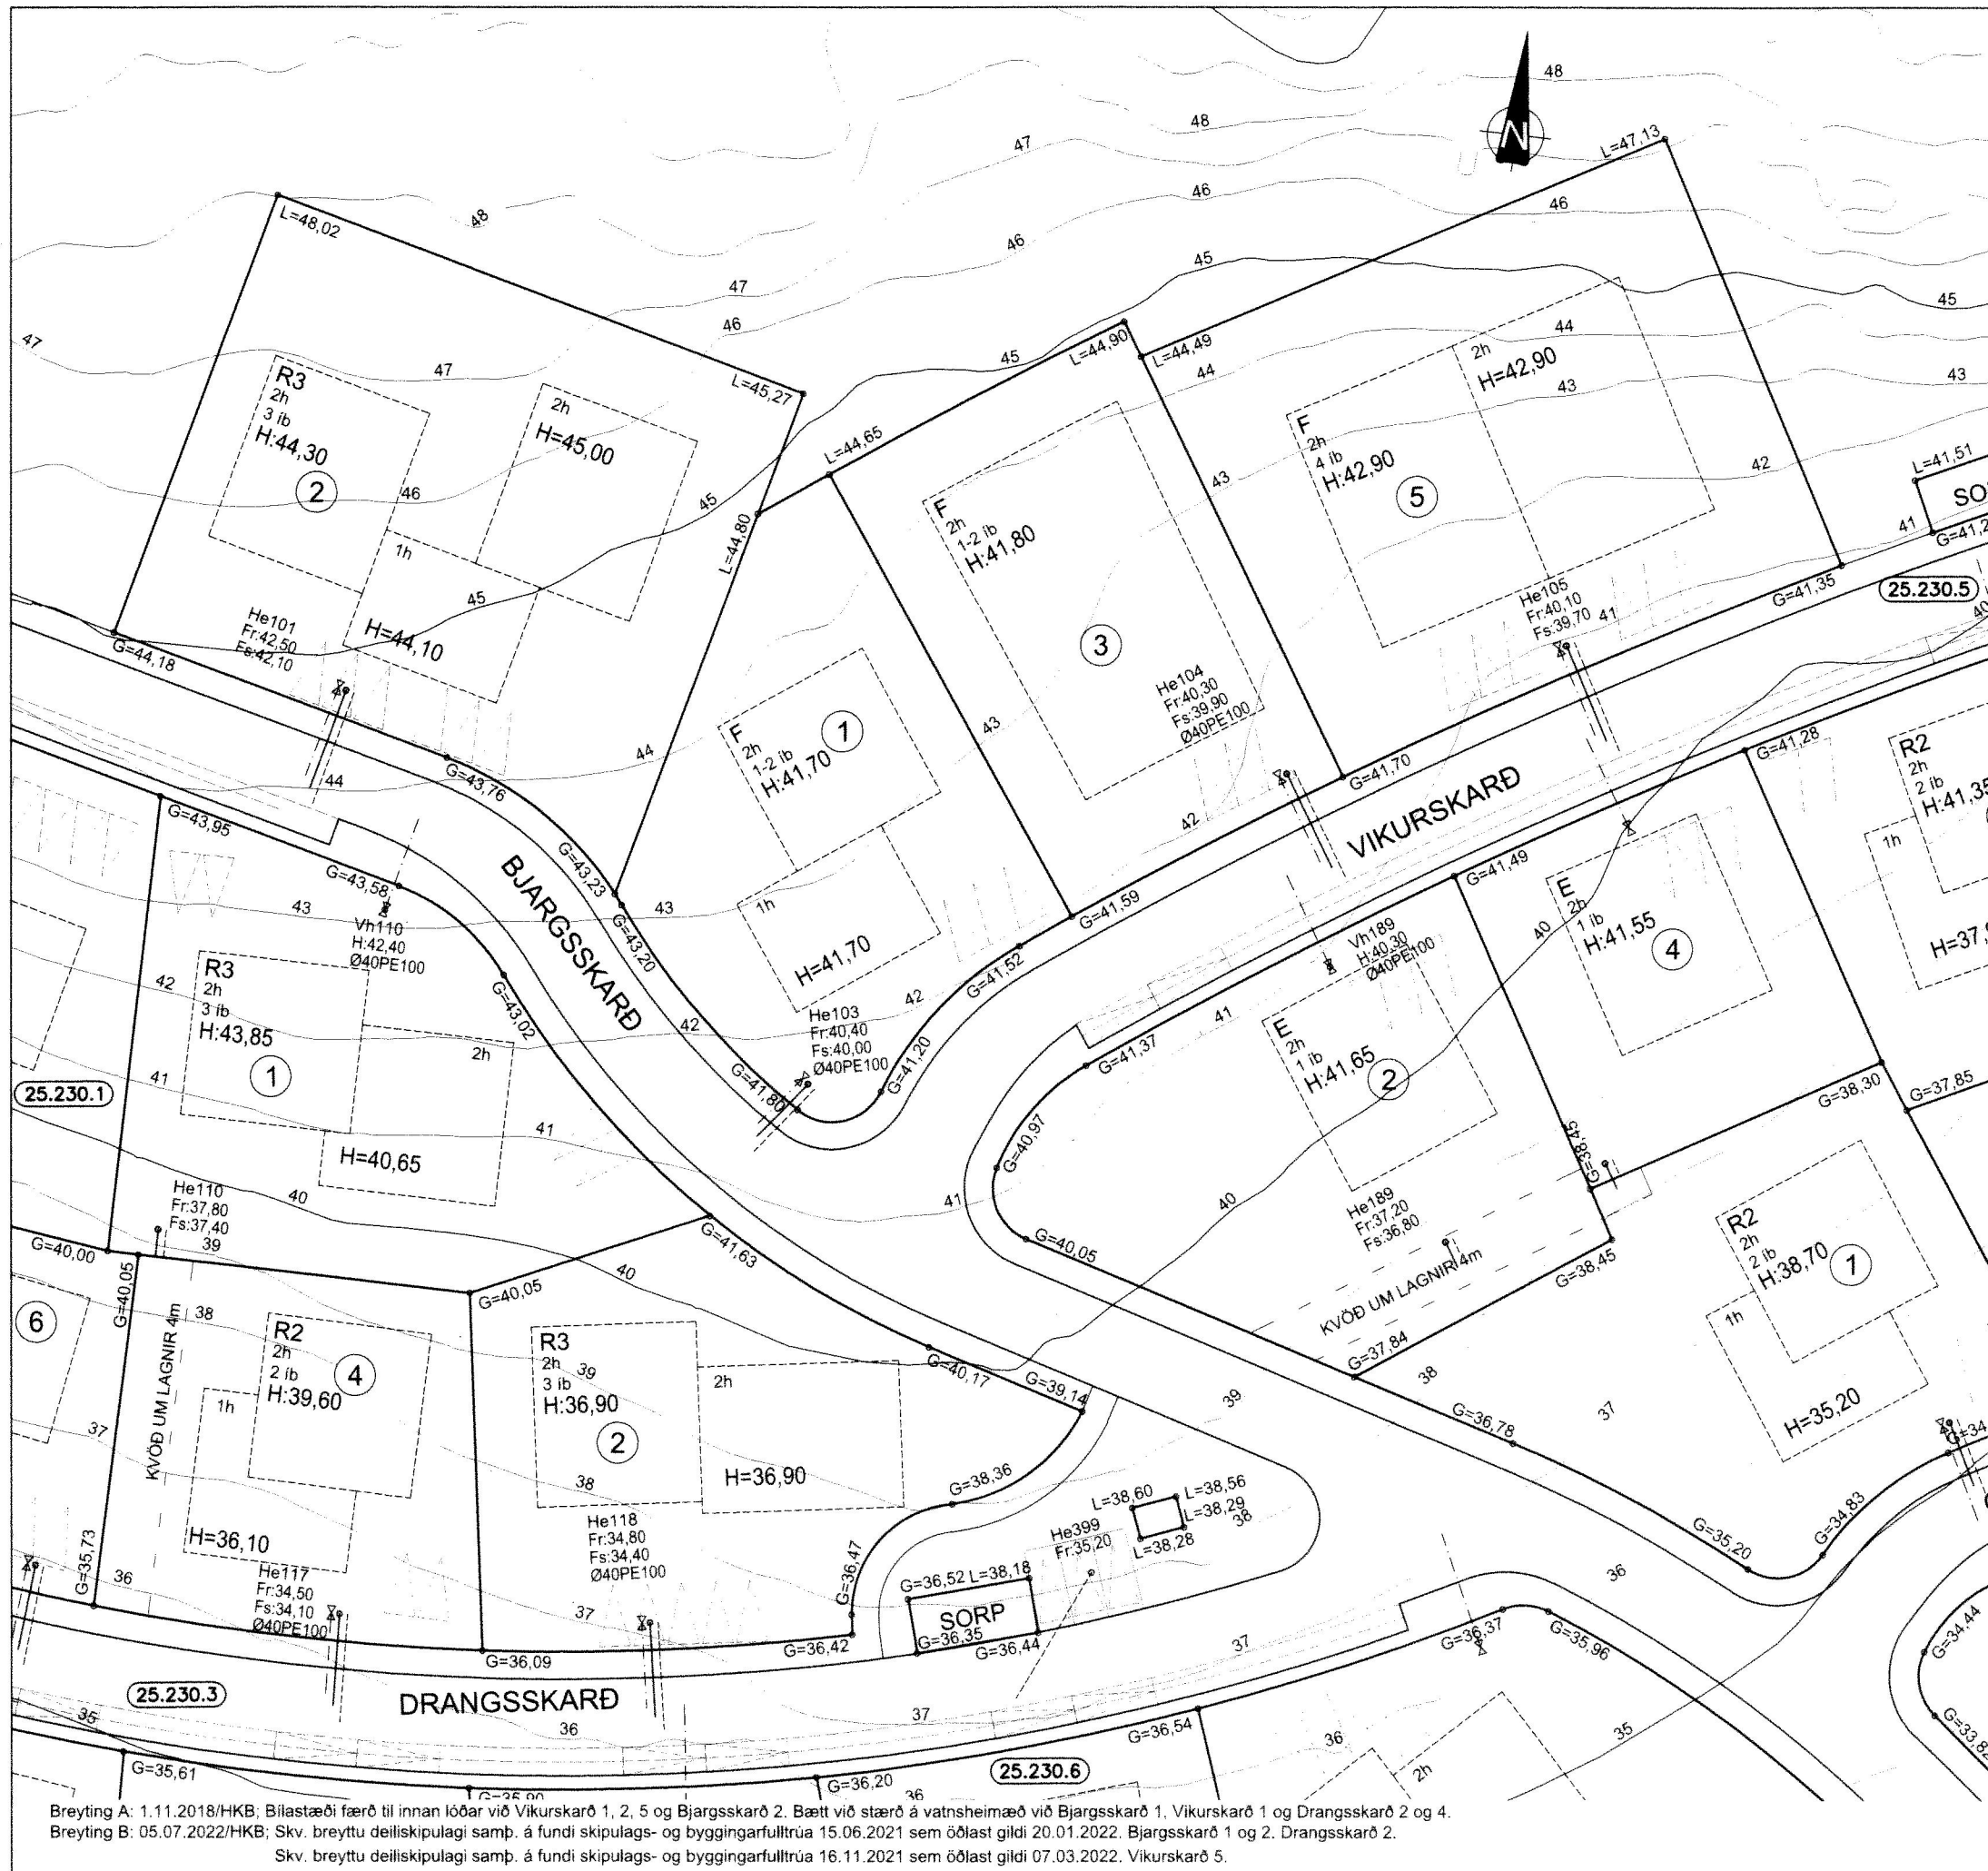 48
48
47
N
L=47,13
L=48,02
48
46
46
46
45
45
47
47
46
47
45
L=44,90
L=44,49
44
44
43
43
L=45,27
L=44,65
L=44,80
R3
2h
3 íb
H:44,30
2
2h
H=45,00
46
1h
H=44,10
45
45
F
2h
1-2 íb
H:41,80
3
43
F
2h
4 íb
H:42,90
5
2h
H=42,90
42
L=41,51
41
25.230.5
40
G=41,35
He101
Fr:42,50
Fs:42,10
G=44,18
He105
Fr:40,10
Fs:39,70
41
He104
Fr:40,30
Fs:39,90
Ø40PE100
F
2h
1-2 íb
H:41,70
1
1h
H=41,70
43
44
44
G=43,76
G=43,95
G=43,58
G=43,23
G=43,20
43
43
BJARGSSKARÐ
VIKURSKARÐ
G=41,70
G=41,59
G=41,52
42
G=41,28
G=41,49
R2
2h
2 íb
1h
Vh110
H:42,40
Ø40PE100
R3
2h
3 íb
H:43,85
1
2h
H=40,65
42
41
41
25.230.1
G=43,02
42
42
He103
Fr:40,40
Fs:40,00
Ø40PE100
G=41,80
G=41,20
Vh189
H:40,30
Ø40PE100
E
2h
1 íb
H:41,55
4
40
E
2h
1 íb
H:41,65
2
G=41,37
41
G=40,97
G=40,05
41
40
G=38,30
G=37,85
G=38,45
G=38,45
He189
Fr:37,20
Fs:36,80
KVÖÐ UM LAGNIR 4m
G=37,84
R2
2h
2 íb
H:38,70
1
1h
H=35,20
He110
Fr:37,80
Fs:37,40
39
40
G=40,00
G=40,05
G=40,05
G=41,63
40
6
KVÖÐ UM LAGNIR 4m
38
R2
2h
2 íb
H:39,60
4
1h
H=36,10
37
G=35,73
36
R3
2h
3 íb
H:36,90
2
39
2h
H=36,90
38
G=40,17
G=39,14
G=38,36
39
38
37
G=36,78
G=35,20
G=34,83
G=34,44
L=38,60
L=38,56
L=38,29
L=38,28
38
He399
Fr:35,20
He118
Fr:34,80
Fs:34,40
Ø40PE100
He117
Fr:34,50
Fs:34,10
Ø40PE100
37
G=36,47
G=36,52
L=38,18
SORP
G=36,35
G=36,44
G=36,42
G=36,09
36
G=36,37
G=35,96
37
25.230.3
DRANGSSKARÐ
35
36
37
G=36,54
36
35
2h
G=35,61
G=36,20
36
25.230.6
Breyting A: 1.11.2018/HKB; Bílastæði færð til innan lóðar við Vikurskarð 1, 2, 5 og Bjargsskarð 2. Bætt við stærð á vatnsheimæð við Bjargsskarð 1, Vikurskarð 1 og Drangsskarð 2 og 4.
Breyting B: 05.07.2022/HKB; Skv. breyttu deiliskipulagi samþ. á fundi skipulags- og byggingarfulltrúa 15.06.2021 sem öðlast gildi 20.01.2022. Bjargsskarð 1 og 2. Drangsskarð 2.
Skv. breyttu deiliskipulagi samþ. á fundi skipulags- og byggingarfulltrúa 16.11.2021 sem öðlast gildi 07.03.2022. Vikurskarð 5.